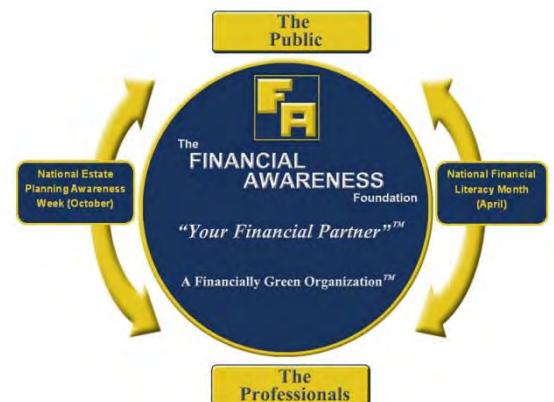 The
Public
FA
The
FINANCIAL
AWARENESS
Foundation
"Your Financial Partner"™
A Financially Green Organization™
National Estate
Planning Awareness
Week (October)
National Financial
Literacy Month
(April)
The
Professionals